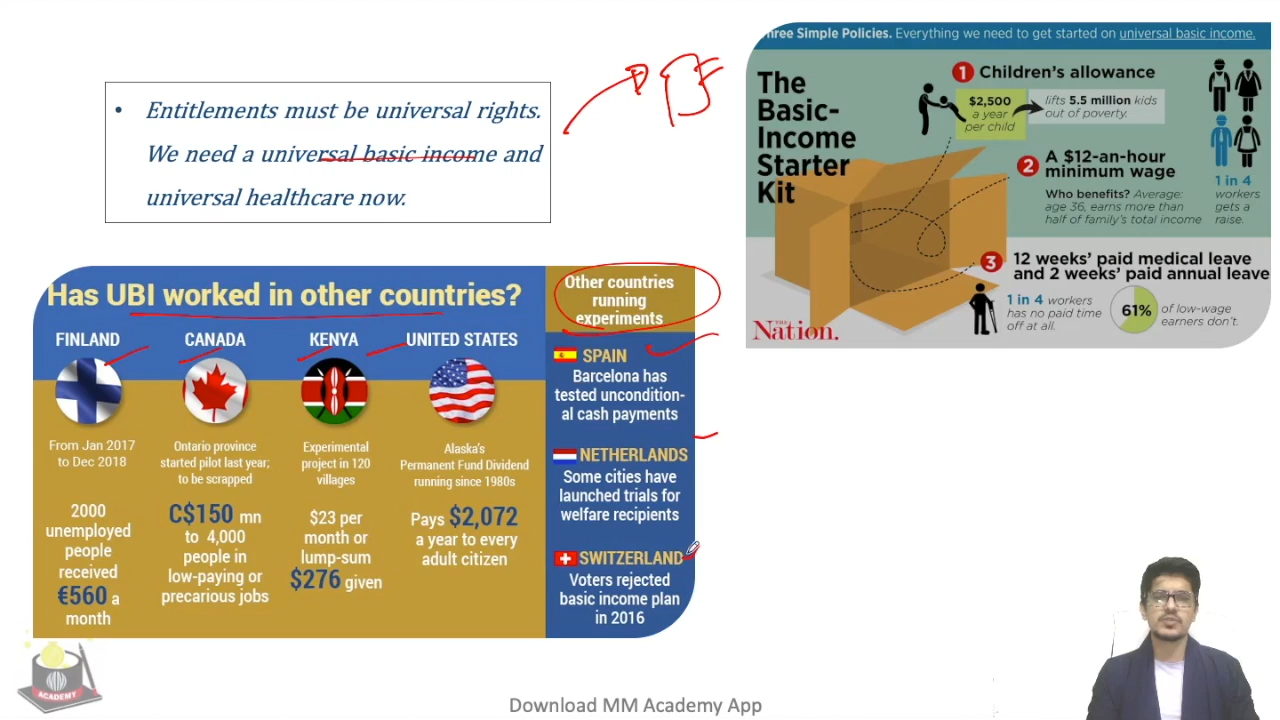 • Entitlements must be universal rights.
We need a universal basic income and
universal healthcare now.
Has UBI worked in other countries?
FINLAND
From Jan 2017
to Dec 2018
2000
unemployed
people
received
€560 a
month
CANADA
Ontario province
started pilot last year;
to be scrapped
C$150 mn
to 4,000
people in
low-paying or
precarious jobs
KENYA
Experimental
project in 120
villages
$23 per
month or
lump-sum
$276 given
UNITED STATES
Alaska's
Permanent Fund Dividend
running since 1980s
Pays $2,072
a year to every
adult citizen
Other countries
running
experiments
SPAIN
Barcelona has
tested uncondition-
al cash payments
NETHERLANDS
Some cities have
launched trials for
welfare recipients
SWITZERLAND
Voters rejected
basic income plan
in 2016
Three Simple Policies. Everything we need to get started on universal basic income.
The
Basic-
Income
Starter
Kit
1 Children's allowance
$2,500
a year
per child
lifts 5.5 million kids
out of poverty.
2 A $12-an-hour
minimum wage
Who benefits? Average:
age 36, earns more than
half of family's total income
1 in 4
workers
gets a
raise.
3 12 weeks' paid medical leave
and 2 weeks' paid annual leave
1 in 4 workers
has no paid time
off at all.
61%
of low-wage
earners don't.
THE
Nation.
MM
ACADEMY
Download MM Academy App